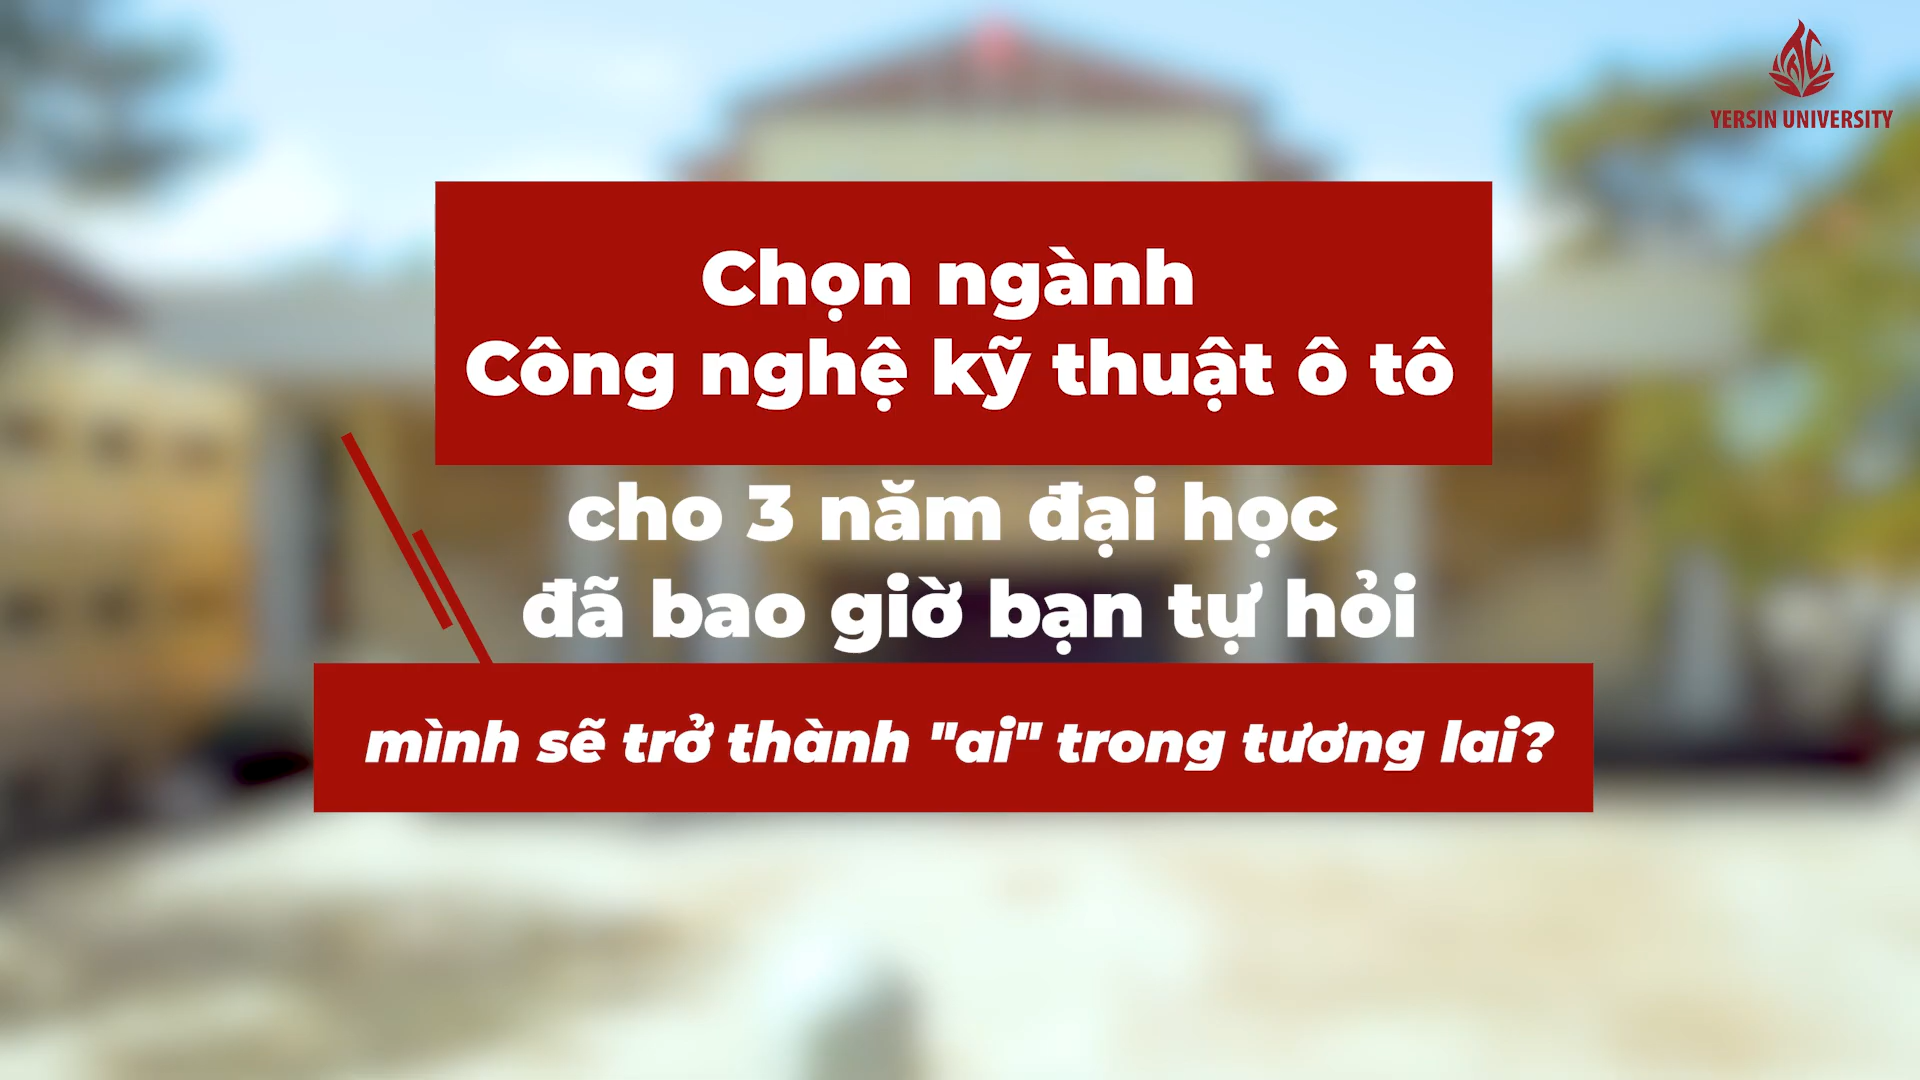 YERSIN UNIVERSITY
Chọn ngành
Công nghệ kỹ thuật ô tô
cho 3 năm đại học
đã bao giờ bạn tự hỏi
mình sẽ trở thành "ai" trong tương lai?